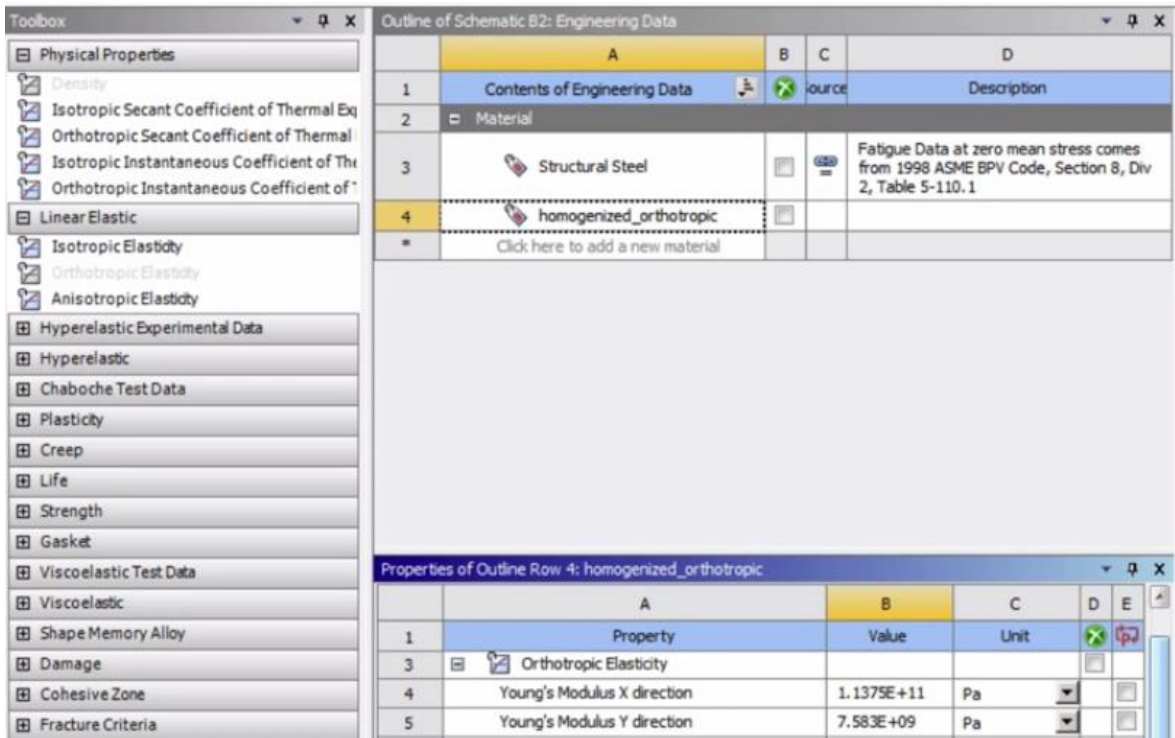 Toolbox
Physical Properties
Density
Isotropic Secant Coefficient of Thermal Exp
Orthotropic Secant Coefficient of Thermal
Isotropic Instantaneous Coefficient of The
Orthotropic Instantaneous Coefficient of T
Linear Elastic
Isotropic Elasticity
Orthotropic Elasticity
Anisotropic Elasticity
Hyperelastic Experimental Data
Hyperelastic
Chaboche Test Data
Plasticity
Creep
Life
Strength
Gasket
Viscoelastic Test Data
Viscoelastic
Shape Memory Alloy
Damage
Cohesive Zone
Fracture Criteria
Outline of Schematic B2: Engineering Data
A B C D
1 Contents of Engineering Data ource Description
2 Material
3 Structural Steel
Fatigue Data at zero mean stress comes
from 1998 ASME BPV Code, Section 8, Div
2, Table 5-110.1
4 homogenized_orthotropic
* Click here to add a new material
Properties of Outline Row 4: homogenized_orthotropic
A B C D E
1 Property Value Unit
3 Orthotropic Elasticity
4 Young's Modulus X direction 1.1375E+11 Pa
5 Young's Modulus Y direction 7.583E+09 Pa